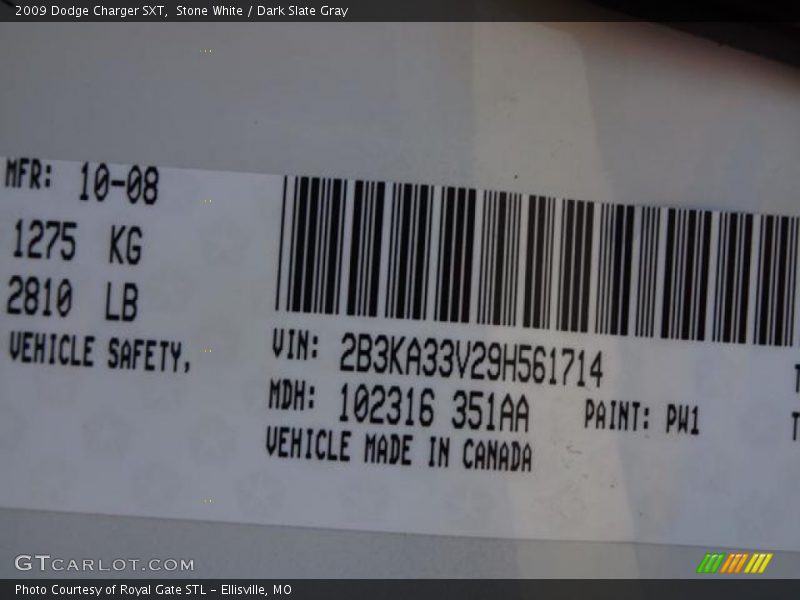 2009 Dodge Charger SXT,  Stone White / Dark Slate Gray
MFR: 10-08
1275 KG
2810 LB
VEHICLE SAFETY,
VIN: 2B3KA33V29H561714
MDH: 102316 351AA PAINT: PW1
VEHICLE MADE IN CANADA
GTCARLOT.COM
Photo Courtesy of Royal Gate STL - Ellisville, MO